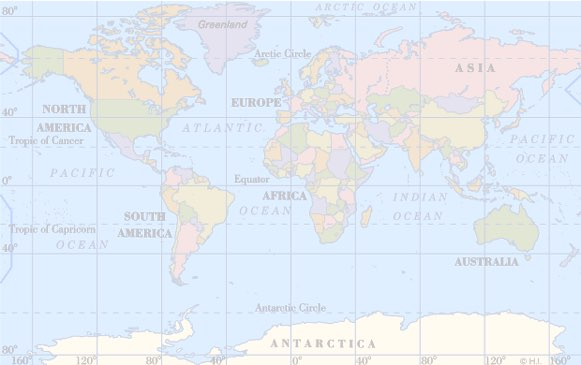 80°
ARCTIC OCEAN
Greenland
Arctic Circle
ASIA
EUROPE
NORTH
AMERICA
40°
ATLANTIC
Tropic of Cancer
PACIFIC
OCEAN
PACIFIC
Equator
0°
AFRICA
INDIAN
OCEAN
OCEAN
SOUTH
AMERICA
Tropic of Capricorn
OCEAN
40°
AUSTRALIA
Antarctic Circle
ANTARCTICA
80°
© H.I.
160° 120° 80° 40° 0° 40° 80° 120° 160°